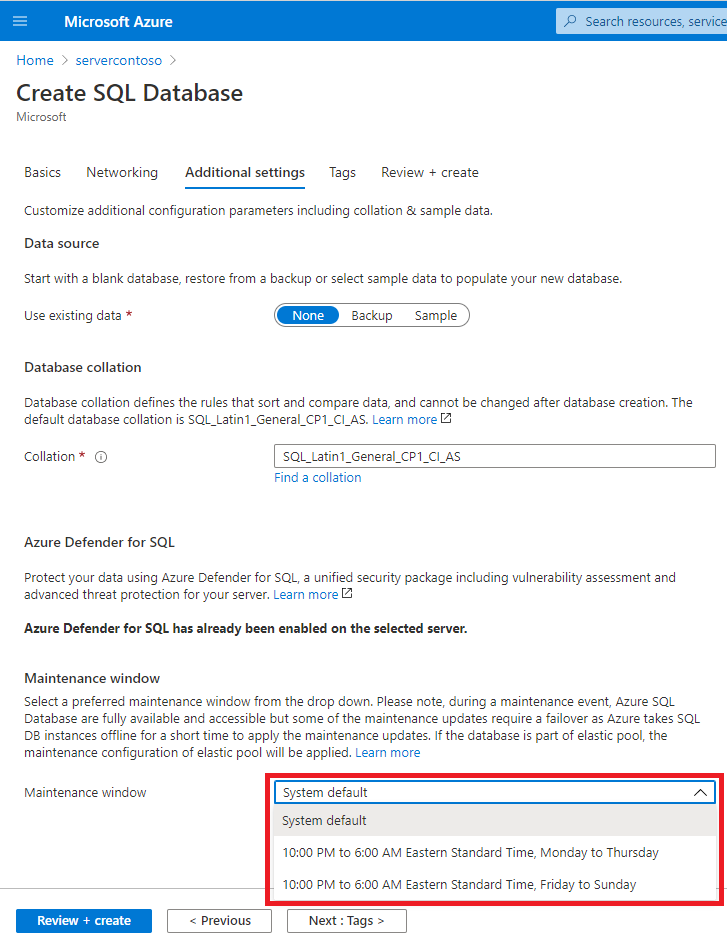 Microsoft Azure
Search resources, service
Home > servercontoso >
Create SQL Database
Microsoft
Basics Networking Additional settings Tags Review + create
Customize additional configuration parameters including collation & sample data.
Data source
Start with a blank database, restore from a backup or select sample data to populate your new database.
Use existing data * None Backup Sample
Database collation
Database collation defines the rules that sort and compare data, and cannot be changed after database creation. The
default database collation is SQL_Latin1_General_CP1_CI_AS. Learn more
Collation * SQL_Latin1_General_CP1_CI_AS
Find a collation
Azure Defender for SQL
Protect your data using Azure Defender for SQL, a unified security package including vulnerability assessment and
advanced threat protection for your server. Learn more
Azure Defender for SQL has already been enabled on the selected server.
Maintenance window
Select a preferred maintenance window from the drop down. Please note, during a maintenance event, Azure SQL
Database are fully available and accessible but some of the maintenance updates require a failover as Azure takes SQL
DB instances offline for a short time to apply the maintenance updates. If the database is part of elastic pool, the
maintenance configuration of elastic pool will be applied. Learn more
Maintenance window System default
System default
10:00 PM to 6:00 AM Eastern Standard Time, Monday to Thursday
10:00 PM to 6:00 AM Eastern Standard Time, Friday to Sunday
Review + create < Previous Next : Tags >